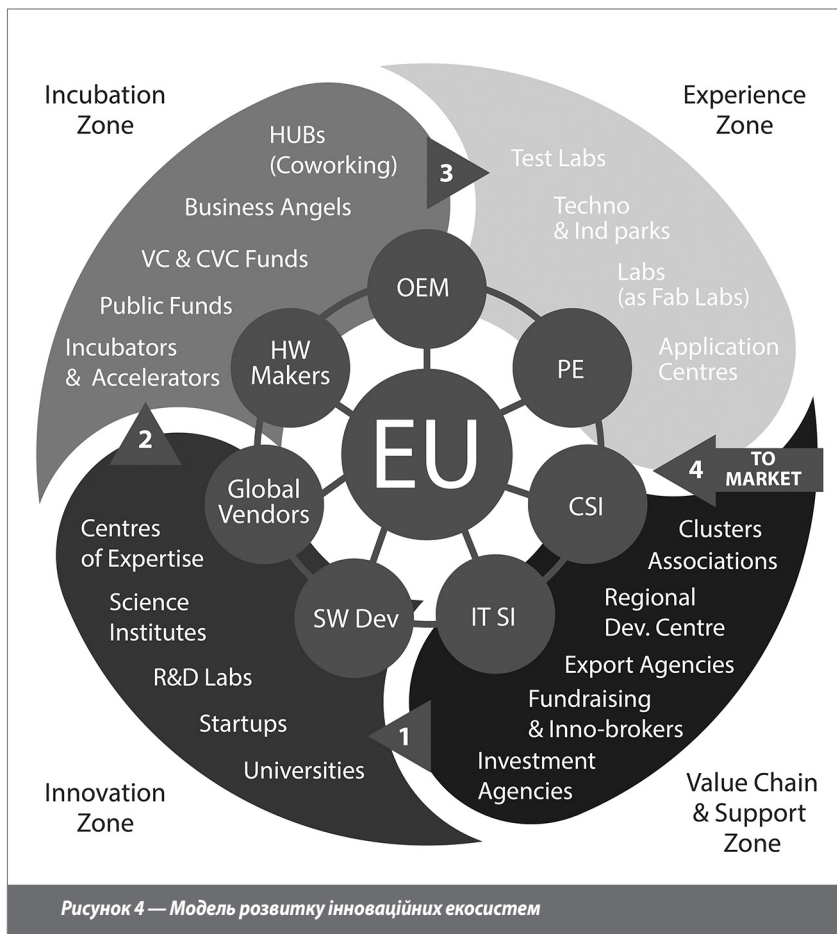 Incubation
Zone
HUBs
(Coworking)
Business Angels
VC & CVC Funds
Public Funds
Incubators
& Accelerators
3
Experience
Zone
Test Labs
Techno
& Ind parks
Labs
(as Fab Labs)
Application
Centres
OEM
HW
Makers
PE
EU
Global
Vendors
CSI
SW Dev
IT SI
2
4
TO
MARKET
Centres
of Expertise
Science
Institutes
R&D Labs
Startups
Universities
1
Innovation
Zone
Clusters
Associations
Regional
Dev. Centre
Export Agencies
Fundraising
& Inno-brokers
Investment
Agencies
Value Chain
& Support
Zone
Рисунок 4 — Модель розвитку інноваційних екосистем